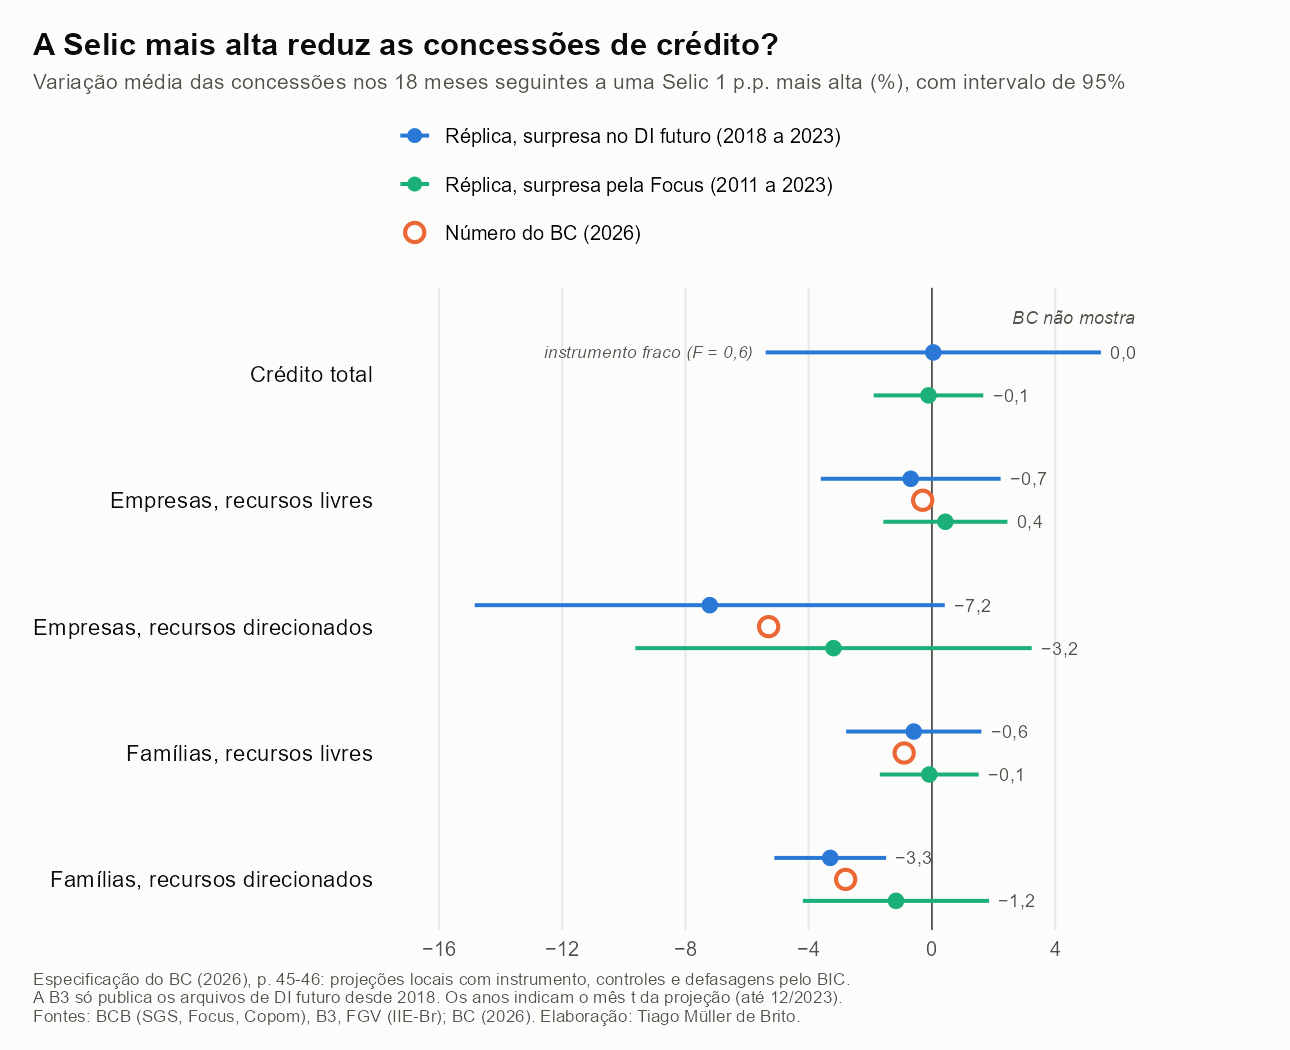 A Selic mais alta reduz as concessões de crédito?
Variação média das concessões nos 18 meses seguintes a uma Selic 1 p.p. mais alta (%), com intervalo de 95%
Réplica, surpresa no DI futuro (2018 a 2023)
Réplica, surpresa pela Focus (2011 a 2023)
Número do BC (2026)
BC não mostra
instrumento fraco (F = 0,6)
0,0
Crédito total
−0,1
−0,7
Empresas, recursos livres
0,4
−7,2
Empresas, recursos direcionados
−3,2
−0,6
Famílias, recursos livres
−0,1
−3,3
Famílias, recursos direcionados
−1,2
−16 −12 −8 −4 0 4
Especificação do BC (2026), p. 45-46: projeções locais com instrumento, controles e defasagens pelo BIC.
A B3 só publica os arquivos de DI futuro desde 2018. Os anos indicam o mês t da projeção (até 12/2023).
Fontes: BCB (SGS, Focus, Copom), B3, FGV (IIE-Br); BC (2026). Elaboração: Tiago Müller de Brito.